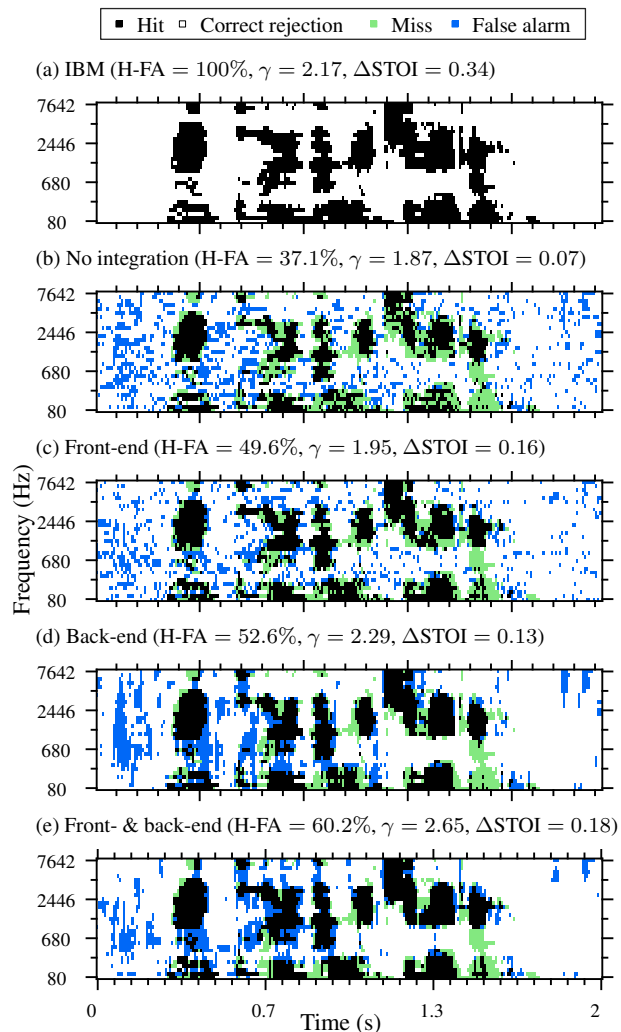 Hit Correct rejection Miss False alarm
(a) IBM (H-FA = 100%, γ = 2.17, ΔSTOI = 0.34)
7642
2446
680
80
(b) No integration (H-FA = 37.1%, γ = 1.87, ΔSTOI = 0.07)
7642
2446
680
80
(c) Front-end (H-FA = 49.6%, γ = 1.95, ΔSTOI = 0.16)
7642
2446
680
80
Frequency (Hz)
(d) Back-end (H-FA = 52.6%, γ = 2.29, ΔSTOI = 0.13)
7642
2446
680
80
(e) Front- & back-end (H-FA = 60.2%, γ = 2.65, ΔSTOI = 0.18)
7642
2446
680
80
0 0.7 1.3 2
Time (s)